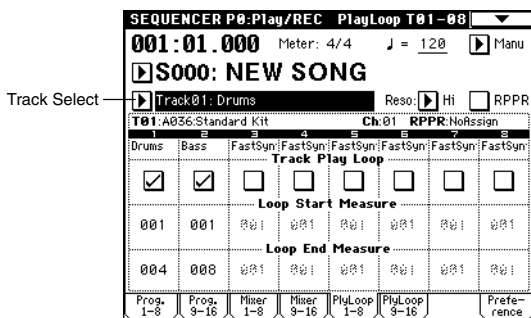 SEQUENCER P0:Play/REC PlayLoop T01-08
001:01.000 Meter: 4/4 ♩ = 120 Manu
S000: NEW SONG
Track Select
Track01: Drums Reso: Hi RPPR
T01:A036:Standard Kit Ch:01 RPPR:NoAssign
1 2 3 4 5 6 7 8
Drums Bass FastSyn FastSyn FastSyn FastSyn FastSyn FastSyn
Track Play Loop
Loop Start Measure
001 001 001 001 001 001 001 001
Loop End Measure
004 008 001 001 001 001 001 001
Prog. 1-8 Prog. 9-16 Mixer 1-8 Mixer 9-16 PlyLoop 1-8 PlyLoop 9-16 Prefe-rence